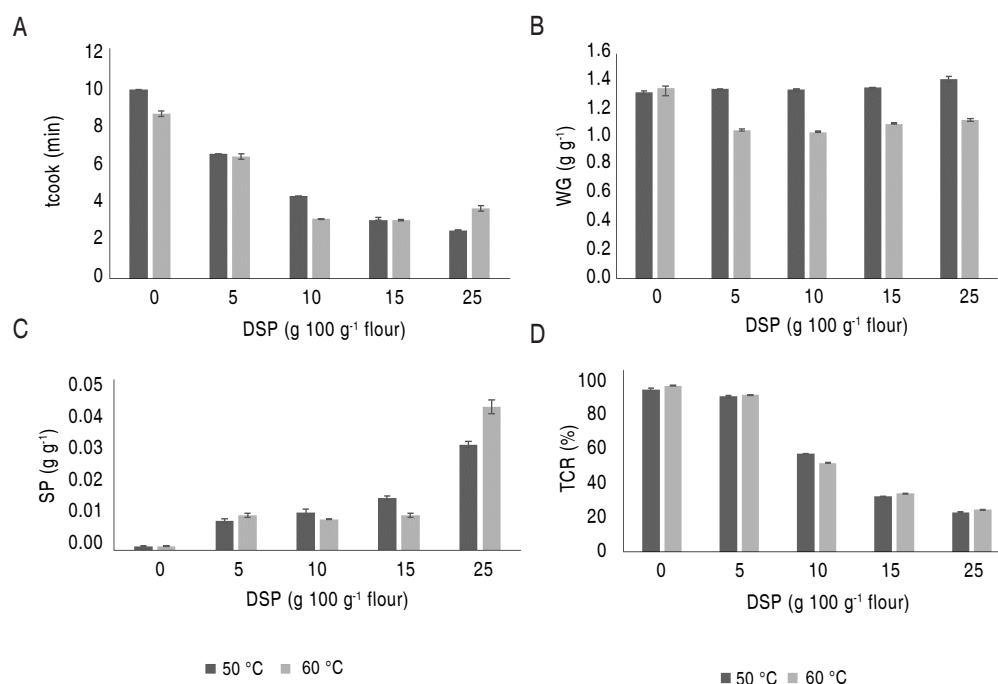 A
12
10
8
6
4
2
0
tcook (min)
0 5 10 15 25
DSP (g 100 g⁻¹ flour)
B
1.6
1.4
1.2
1.0
0.8
0.6
0.4
0.2
0.0
WG (g g⁻¹)
0 5 10 15 25
DSP (g 100 g⁻¹ flour)
C
0.05
0.04
0.03
0.02
0.01
0.00
SP (g g⁻¹)
0 5 10 15 25
DSP (g 100 g⁻¹ flour)
50 °C 60 °C
D
100
80
60
40
20
0
TCR (%)
0 5 10 15 25
DSP (g 100 g⁻¹ flour)
50 °C 60 °C